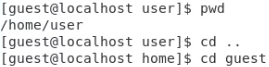 [guest@localhost user]$ pwd
/home/user
[guest@localhost user]$ cd ..
[guest@localhost home]$ cd guest